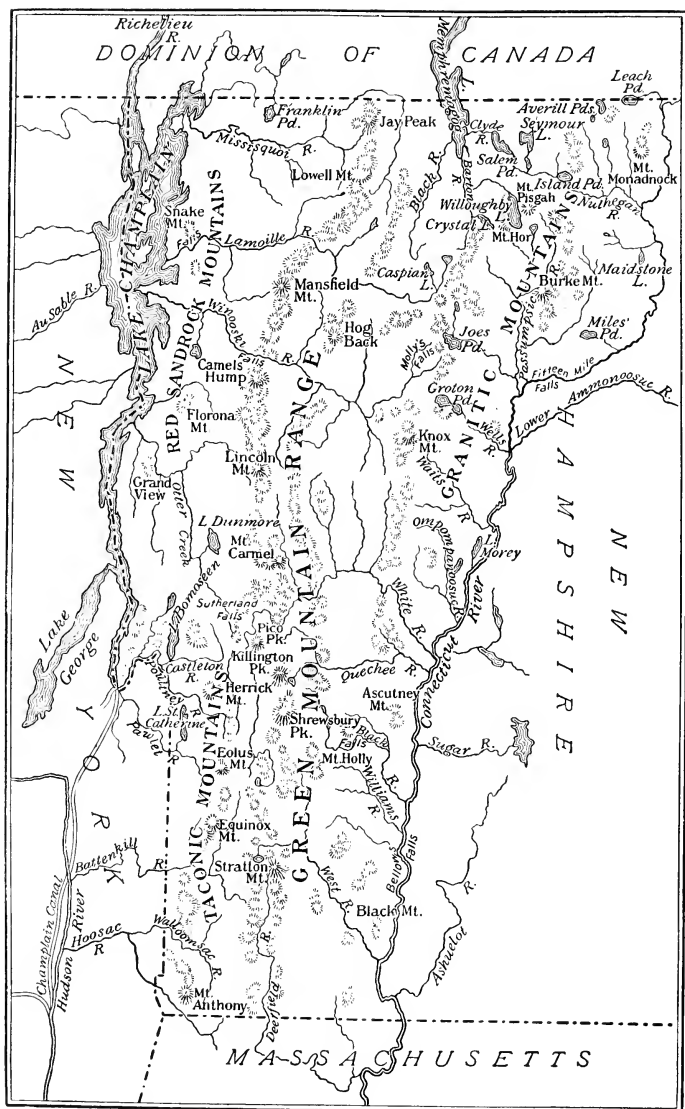 Richelieu
R.
DOMINION OF CANADA
Memphremagog
L.
Leach
Pd.
Franklin
Pd.
Jay Peak
Averill Pds.
Seymour
L.
Clyde
R.
Missisquoi R.
Lowell Mt.
Black R.
Barton R
Salem
Pd.
Mt.
Monadnock
Island Pd.
Mt.
Pisgah
Nulhegan
R.
Willoughby
L.
Crystal L.
Mt. Hor
LAKE CHAMPLAIN
Snake
Mt.
Falls
Lamoille R.
Caspian
L.
Maidstone
L.
Burke Mt.
Passumpsic R.
Mansfield
Mt.
Au Sable R.
Winooski R.
Falls
Hog
Back
Molly's
Falls
Joes
Pd.
Miles'
Pd.
Fifteen Mile
Falls
Lower Ammonoosuc R.
Camels
Hump
RED SANDROCK MOUNTAINS
Groton
Pd.
Wells
R.
GRANITIC MOUNTAINS
Florona
Mt
Knox
Mt.
Waits
R
Lincoln
Mt.
Grand
View
Otter
Creek
L Dunmore
Mt.
Carmel
Ompompanoosuc R
L.
Morey
NEW YORK
NEW HAMPSHIRE
Lake
George
Bomoseen
Sutherland
Falls
White R.
Connecticut River
Pico
Pk.
Castleton
R.
Killington
Pk.
Quechee R.
Poultney
R.
Herrick
Mt.
Ascutney
Mt.
L. St.
Catherine
Pawlet
R.
Shrewsbury
Pk.
Black
R.
Falls
Sugar R.
Mt. Holly
Eolus
Mt.
Williams
R.
TACONIC MOUNTAINS
GREEN MOUNTAIN RANGE
Equinox
Mt.
Bellows
Falls
Battenkill
R.
Stratton
Mt.
West
R.
Black Mt.
Ashuelot R.
Champlain Canal
Hudson River
Hoosac
R
Walloomsac R.
R.
Deerfield
Mt.
Anthony
MASSACHUSETTS